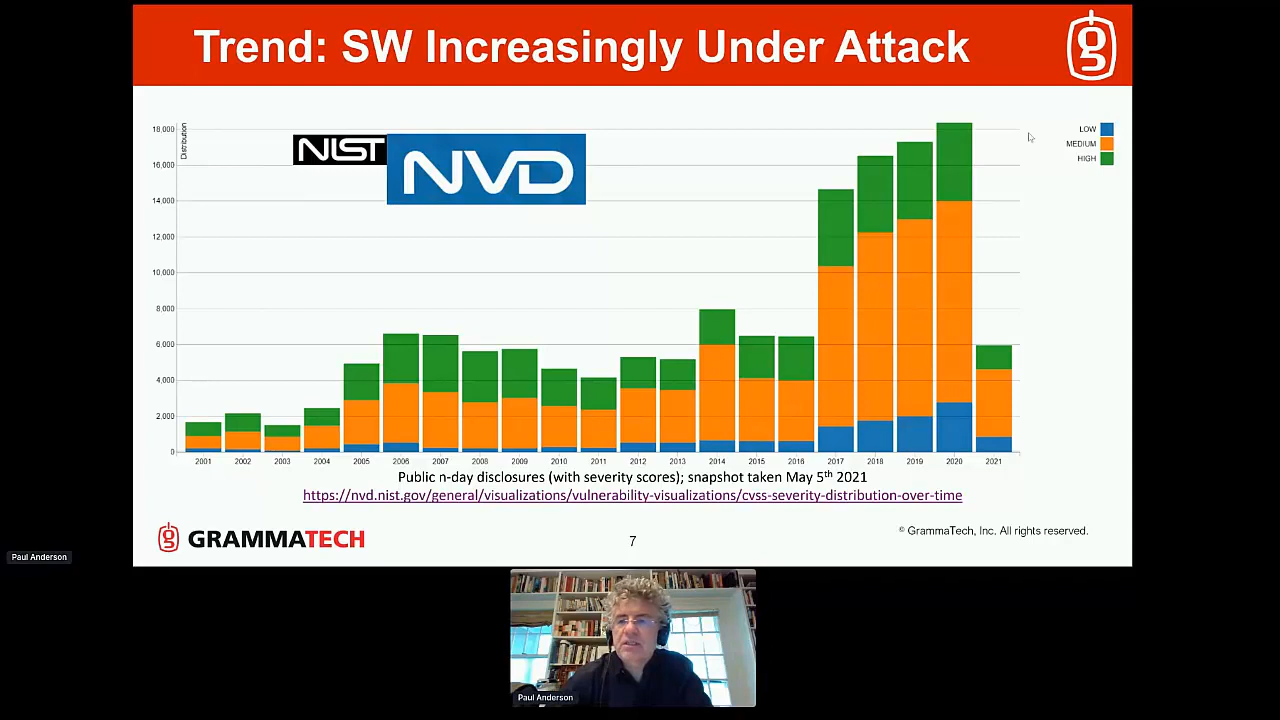 Trend: SW Increasingly Under Attack
Distribution
18,000
16,000
14,000
12,000
10,000
8,000
6,000
4,000
2,000
0
NIST
NVD
LOW
MEDIUM
HIGH
2001 2002 2003 2004 2005 2006 2007 2008 2009 2010 2011 2012 2013 2014 2015 2016 2017 2018 2019 2020 2021
Public n-day disclosures (with severity scores); snapshot taken May 5th 2021
https://nvd.nist.gov/general/visualizations/vulnerability-visualizations/cvss-severity-distribution-over-time
GRAMMATECH
7
© GrammaTech, Inc. All rights reserved.
Paul Anderson
Paul Anderson